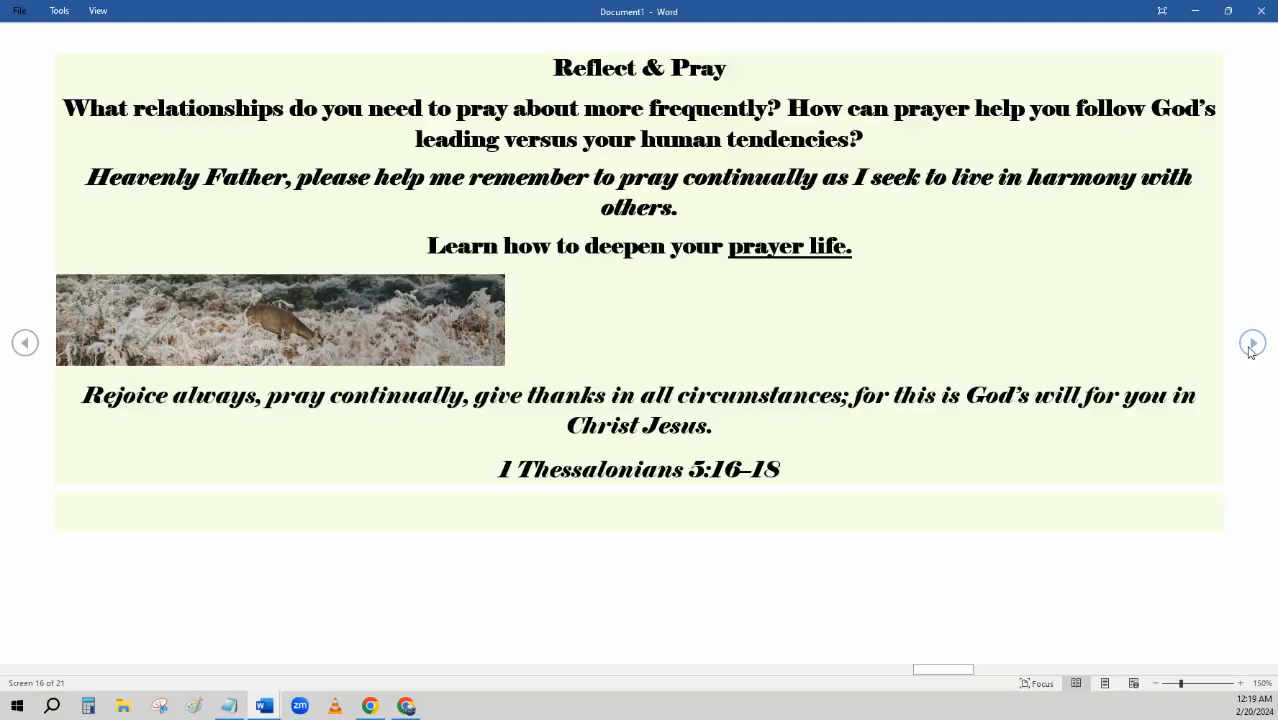 File Tools View
Document1 - Word
Reflect & Pray
What relationships do you need to pray about more frequently? How can prayer help you follow God’s
leading versus your human tendencies?
Heavenly Father, please help me remember to pray continually as I seek to live in harmony with
others.
Learn how to deepen your prayer life.
Rejoice always, pray continually, give thanks in all circumstances; for this is God’s will for you in
Christ Jesus.
1 Thessalonians 5:16–18
Screen 16 of 21
Focus
150%
zm
12:19 AM
2/20/2024